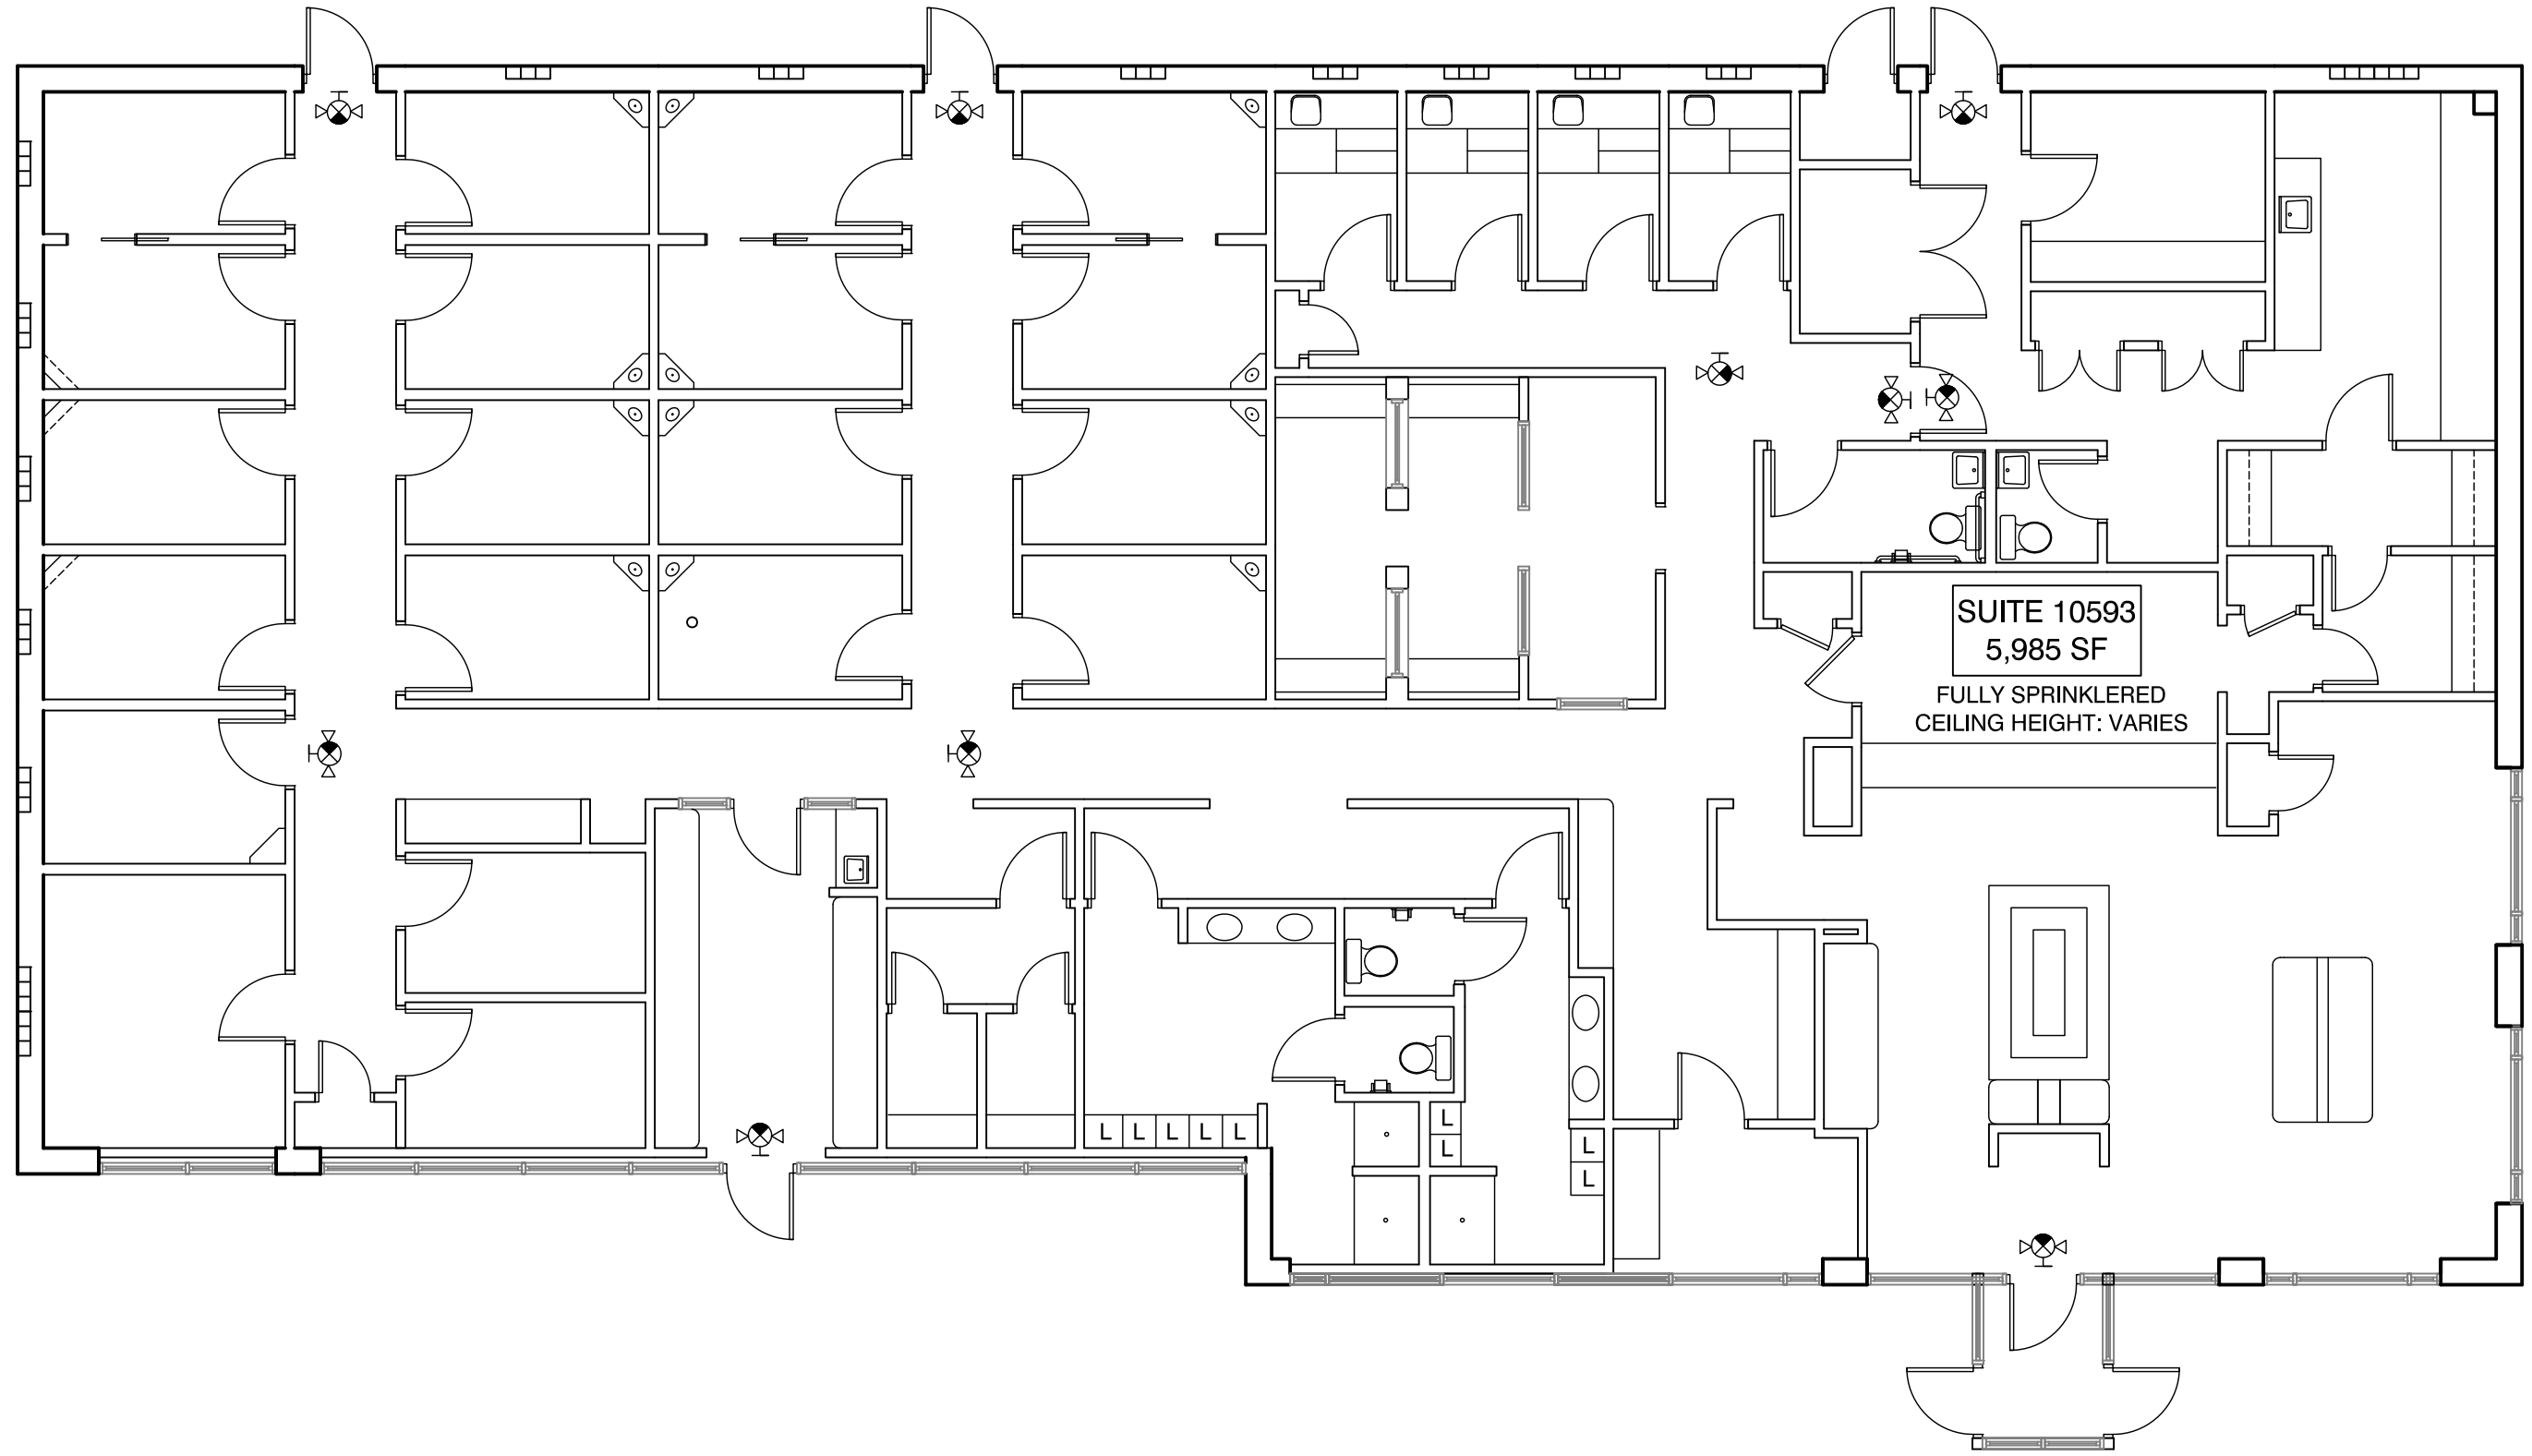 SUITE 10593
5,985 SF
FULLY SPRINKLERED
CEILING HEIGHT: VARIES
L L L L L
L
L
L
L